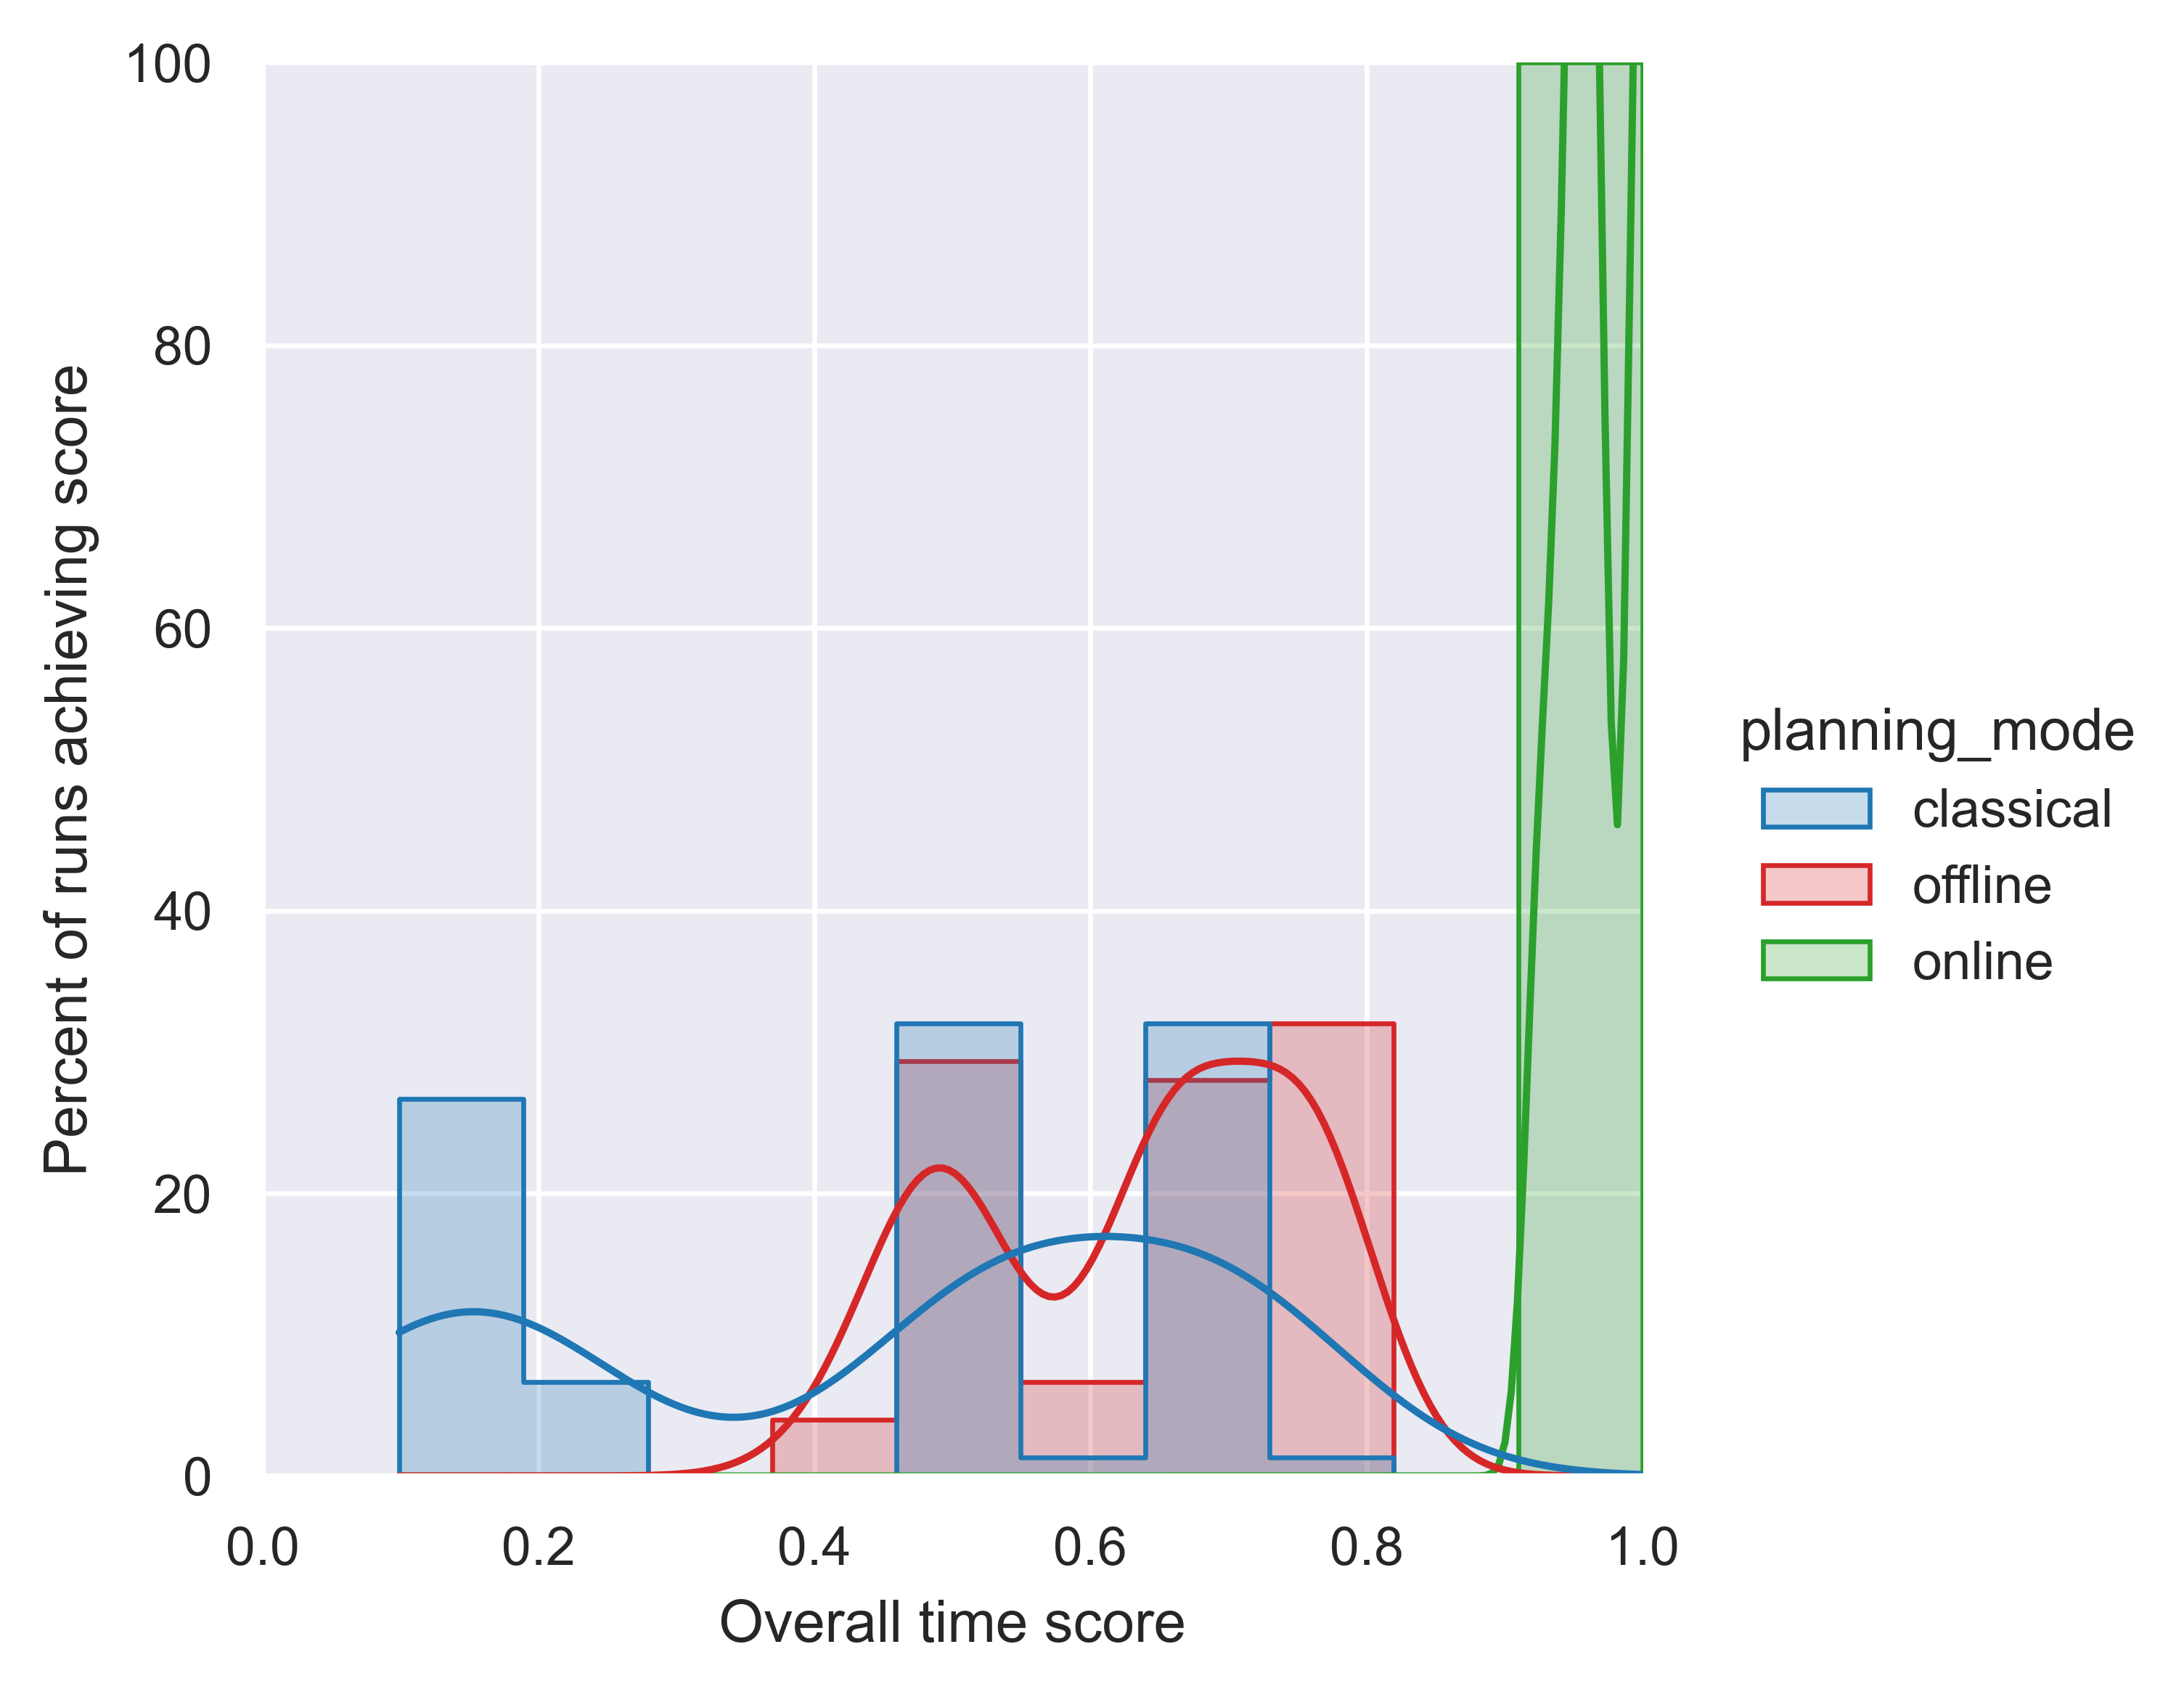 Percent of runs achieving score
100
80
60
40
20
0
0.0 0.2 0.4 0.6 0.8 1.0
Overall time score
planning_mode
classical
offline
online